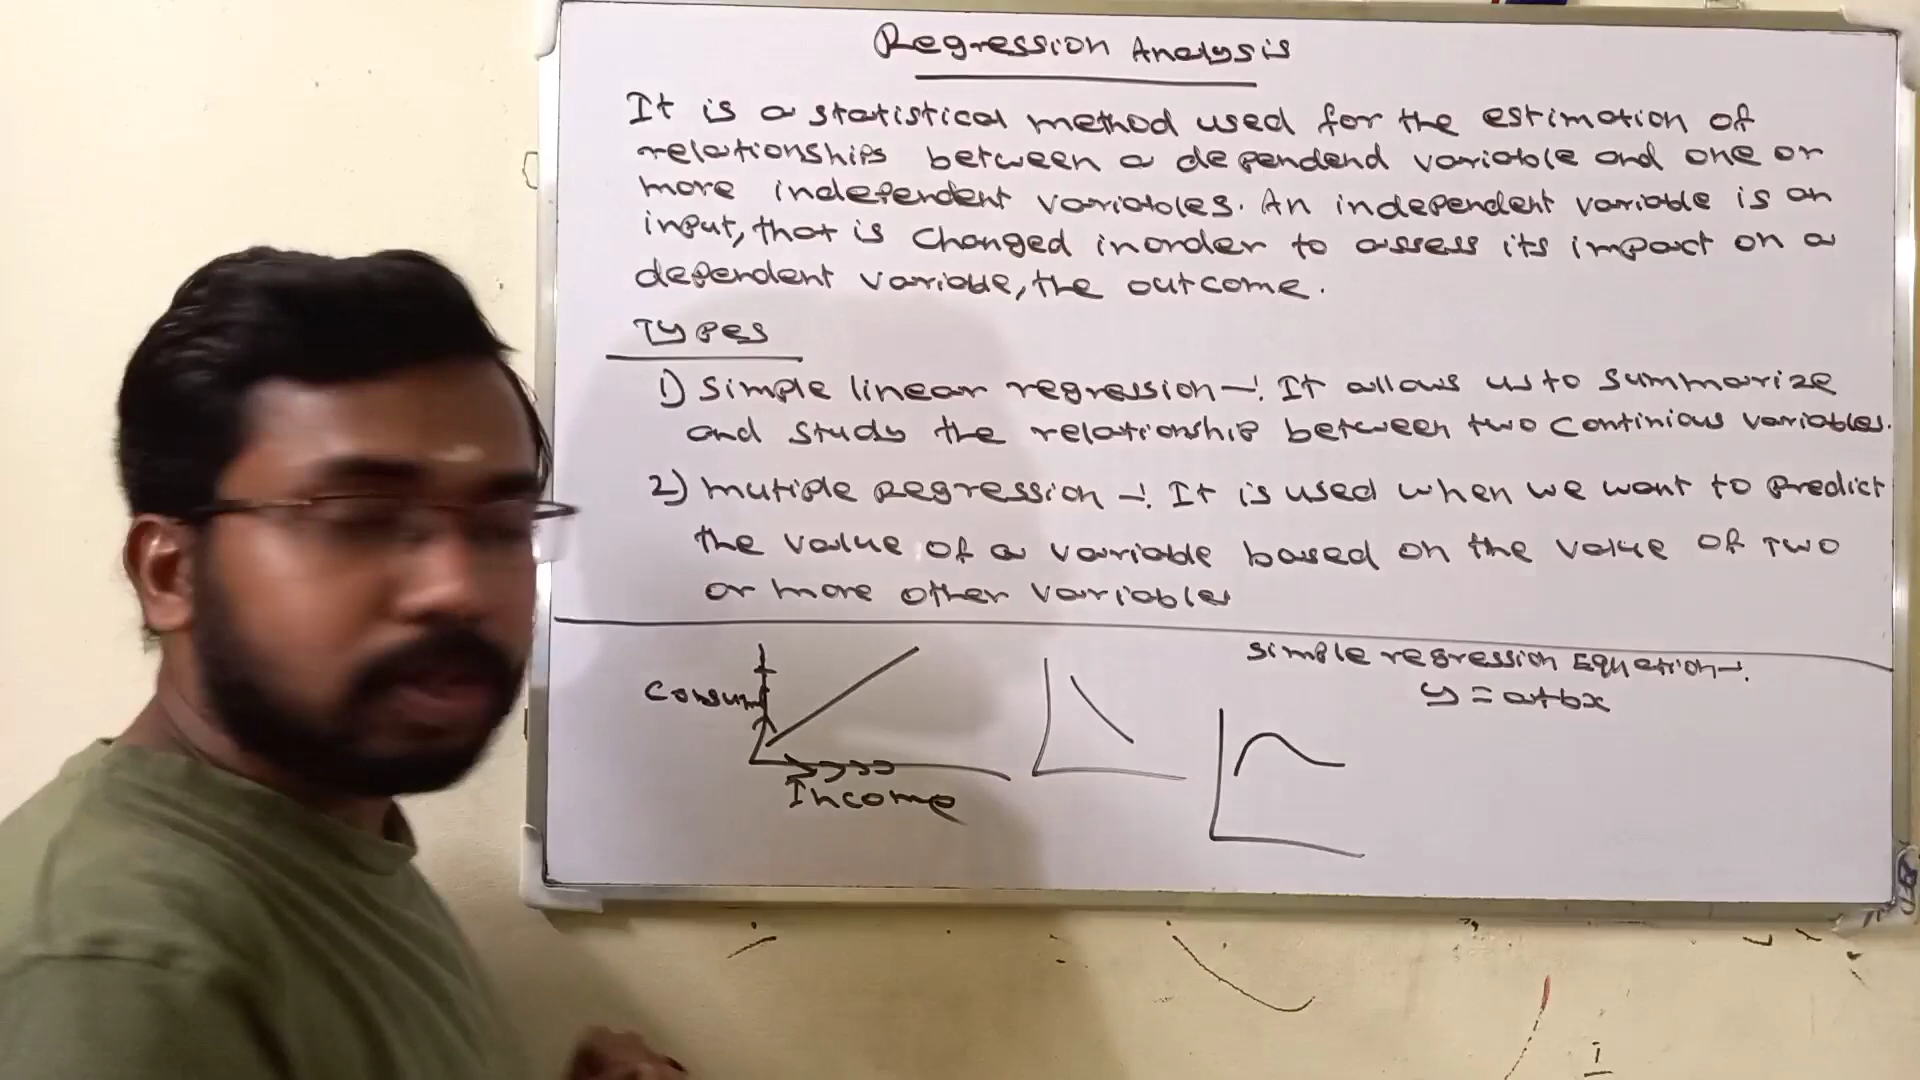 Regression Analysis
It is a statistical method used for the estimation of
relationships between a dependend variable and one or
more independent variables. An independent variable is an
input, that is changed inorder to assess its impact on a
dependent variable, the outcome.
Types
1) Simple linear regression -: It allows us to summarize
and study the relationship between two continious variables.
2) mutiple Regression -: It is used when we want to predict
the value of a variable based on the value of two
or more other variables
Consum
Income
simple regression Equation -:
y = a+bx